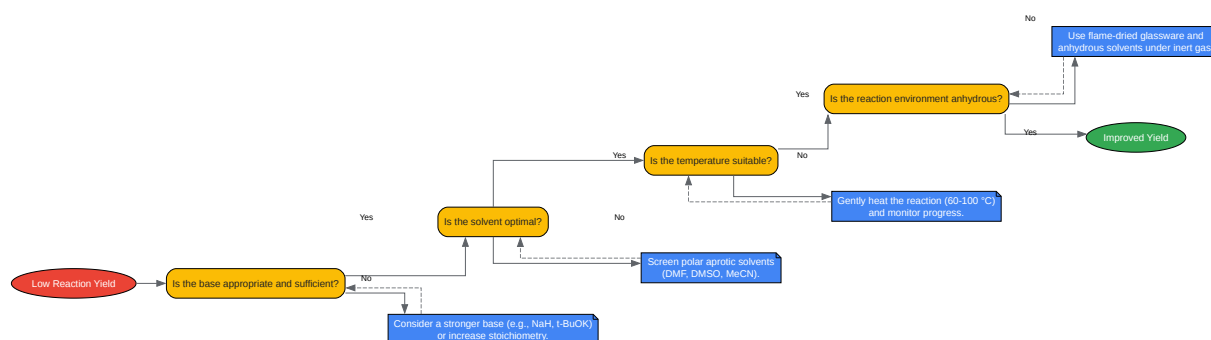 No
Use flame-dried glassware and
anhydrous solvents under inert gas
Yes
Is the reaction environment anhydrous?
Yes
Improved Yield
Yes
Is the temperature suitable?
No
Gently heat the reaction (60-100 °C)
and monitor progress.
Yes
Is the solvent optimal?
No
Screen polar aprotic solvents
(DMF, DMSO, MeCN).
Low Reaction Yield
Is the base appropriate and sufficient?
No
Consider a stronger base (e.g., NaH, t-BuOK)
or increase stoichiometry.